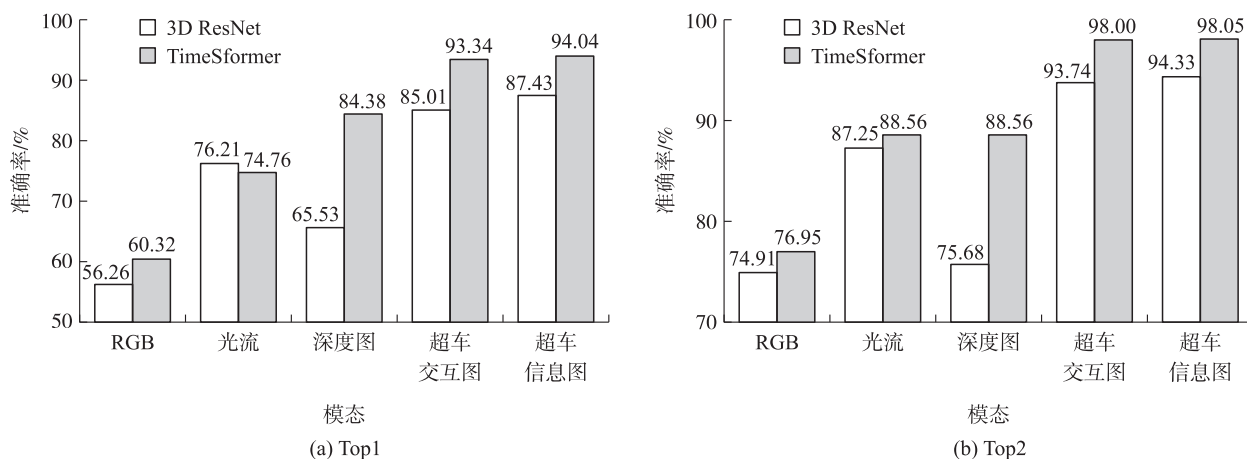 100
90
80
70
60
50
准确率/%
3D ResNet
TimeSformer
56.26
60.32
76.21
74.76
65.53
84.38
85.01
93.34
87.43
94.04
RGB
光流
深度图
超车
交互图
超车
信息图
模态
(a) Top1
100
90
80
70
准确率/%
3D ResNet
TimeSformer
74.91
76.95
87.25
88.56
75.68
88.56
93.74
98.00
94.33
98.05
RGB
光流
深度图
超车
交互图
超车
信息图
模态
(b) Top2